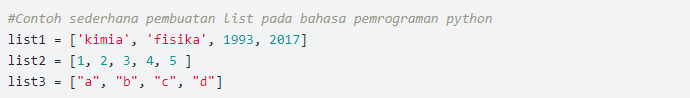 #Contoh sederhana pembuatan list pada bahasa pemrograman python
list1 = ['kimia', 'fisika', 1993, 2017]
list2 = [1, 2, 3, 4, 5 ]
list3 = ["a", "b", "c", "d"]